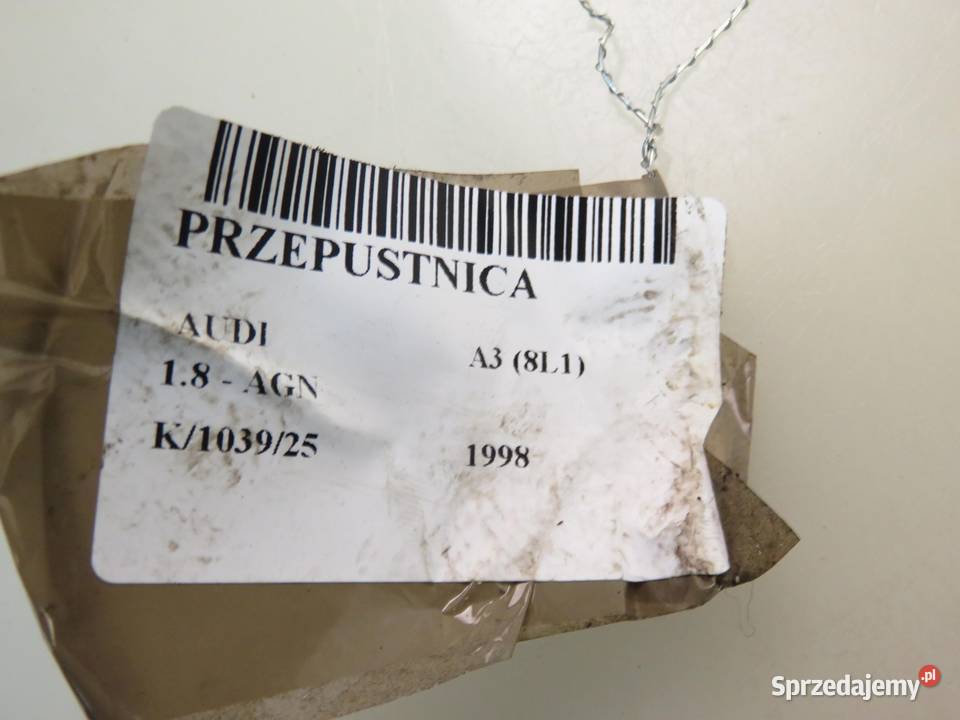 PRZEPUSTNICA
AUDI A3 (8L1)
1.8 - AGN
K/1039/25 1998
Sprzedajemy.pl